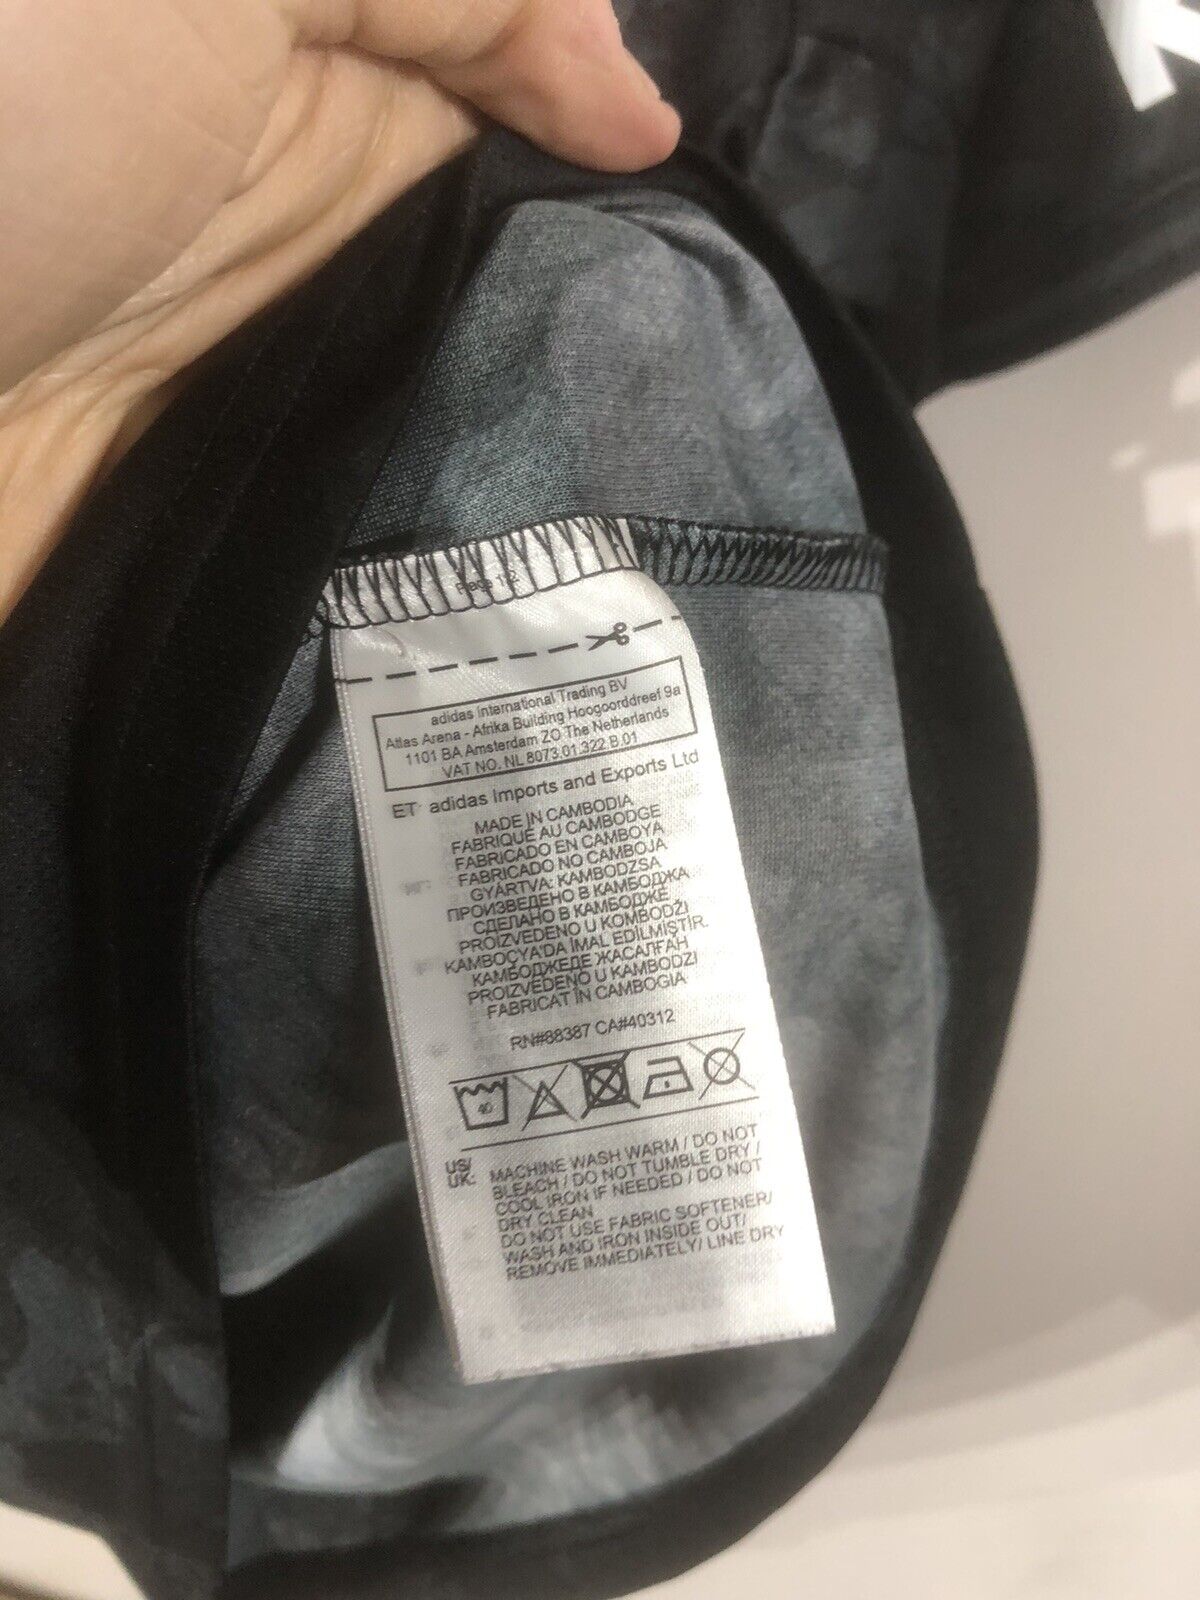 adidas International Trading BV
Atlas Arena - Afrika Building Hoogoorddreef 9a
1101 BA Amsterdam ZO The Netherlands
VAT NO. NL 8073.01.322 B 01
ET adidas Imports and Exports Ltd
MADE IN CAMBODIA
FABRIQUÉ AU CAMBODGE
FABRICADO EN CAMBOYA
FABRICADO NO CAMBOJA
GYÁRTVA: KAMBODZSA
ПРОИЗВЕДЕНО В КАМБОДЖА
СДЕЛАНО В КАМБОДЖЕ
PROIZVEDENO U KOMBODŽI
KAMBOÇYA'DA İMAL EDİLMİŞTİR.
КАМБОДЖЕДЕ ЖАСАЛҒАН
PROIZVEDENO U KAMBODZI
FABRICAT ÎN CAMBOGIA
RN#88387 CA#40312
40
US/ UK: MACHINE WASH WARM / DO NOT
BLEACH / DO NOT TUMBLE DRY /
COOL IRON IF NEEDED / DO NOT
DRY CLEAN
DO NOT USE FABRIC SOFTENER/
WASH AND IRON INSIDE OUT/
REMOVE IMMEDIATELY/ LINE DRY